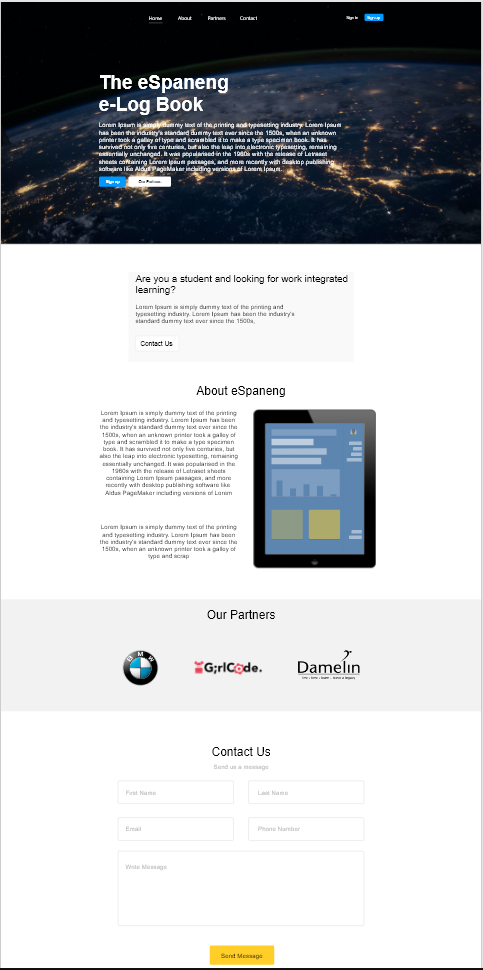 Home About Partners Contact Sign in Sign up
The eSpaneng
e-Log Book
Lorem Ipsum is simply dummy text of the printing and typesetting industry. Lorem Ipsum
has been the industry's standard dummy text ever since the 1500s, when an unknown
printer took a galley of type and scrambled it to make a type specimen book. It has
survived not only five centuries, but also the leap into electronic typesetting, remaining
essentially unchanged. It was popularised in the 1960s with the release of Letraset
sheets containing Lorem Ipsum passages, and more recently with desktop publishing
software like Aldus PageMaker including versions of Lorem Ipsum.
Sign up Our Partners
Are you a student and looking for work integrated
learning?
Lorem Ipsum is simply dummy text of the printing and
typesetting industry. Lorem Ipsum has been the industry's
standard dummy text ever since the 1500s,
Contact Us
About eSpaneng
Lorem Ipsum is simply dummy text of the printing
and typesetting industry. Lorem Ipsum has been
the industry's standard dummy text ever since the
1500s, when an unknown printer took a galley of
type and scrambled it to make a type specimen
book. It has survived not only five centuries, but
also the leap into electronic typesetting, remaining
essentially unchanged. It was popularised in the
1960s with the release of Letraset sheets
containing Lorem Ipsum passages, and more
recently with desktop publishing software like
Aldus PageMaker including versions of Lorem
Lorem Ipsum is simply dummy text of the printing
and typesetting industry. Lorem Ipsum has been
the industry's standard dummy text ever since the
1500s, when an unknown printer took a galley of
type and scrap
Our Partners
BMW
G;rlCode.
Damelin
Contact Us
Send us a message
First Name Last Name
Email Phone Number
Write Message
Send Message